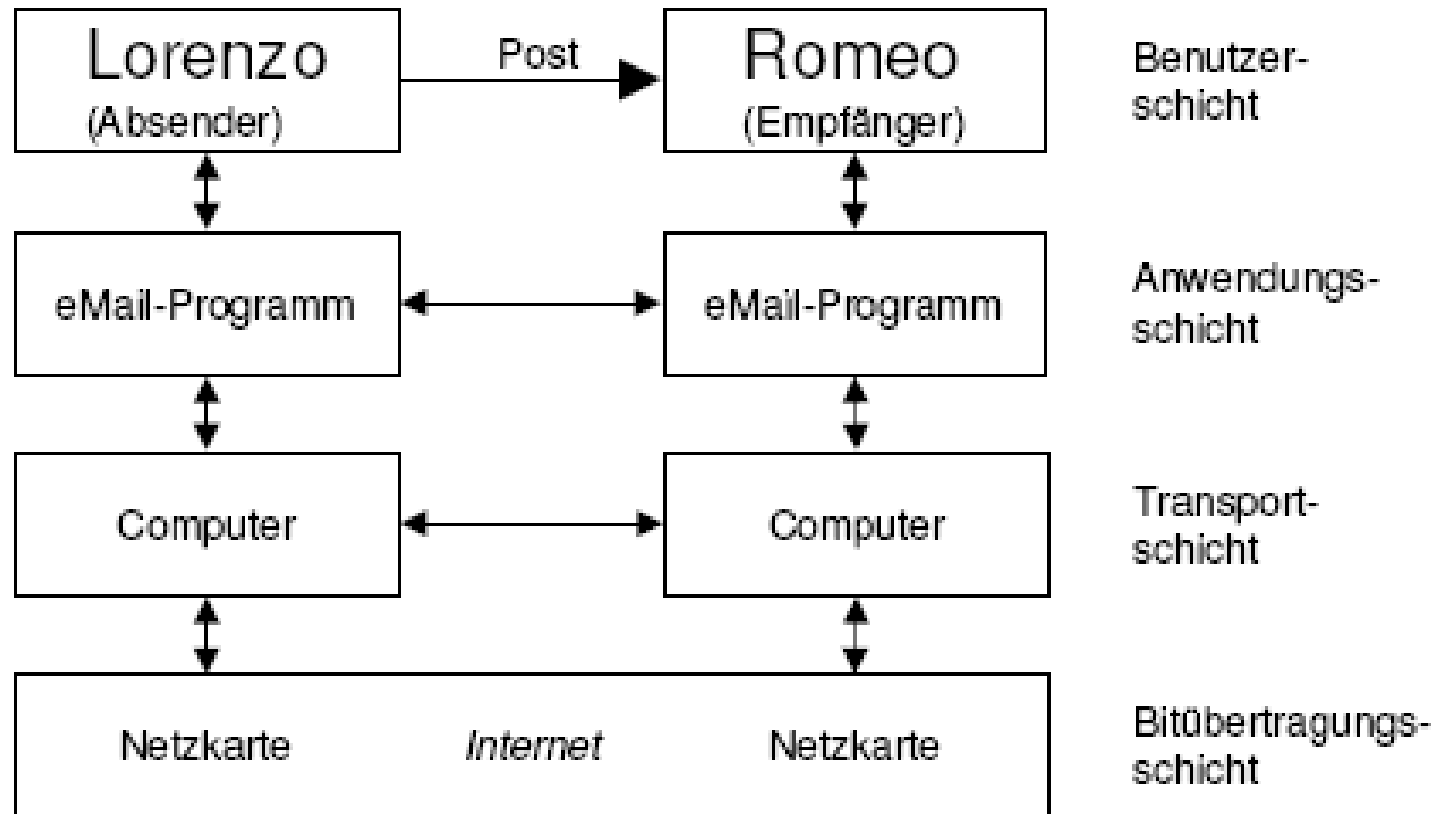 Lorenzo
(Absender)
Post
Romeo
(Empfänger)
Benutzer-
schicht
eMail-Programm
eMail-Programm
Anwendungs-
schicht
Computer
Computer
Transport-
schicht
Netzkarte
Internet
Netzkarte
Bitübertragungs-
schicht